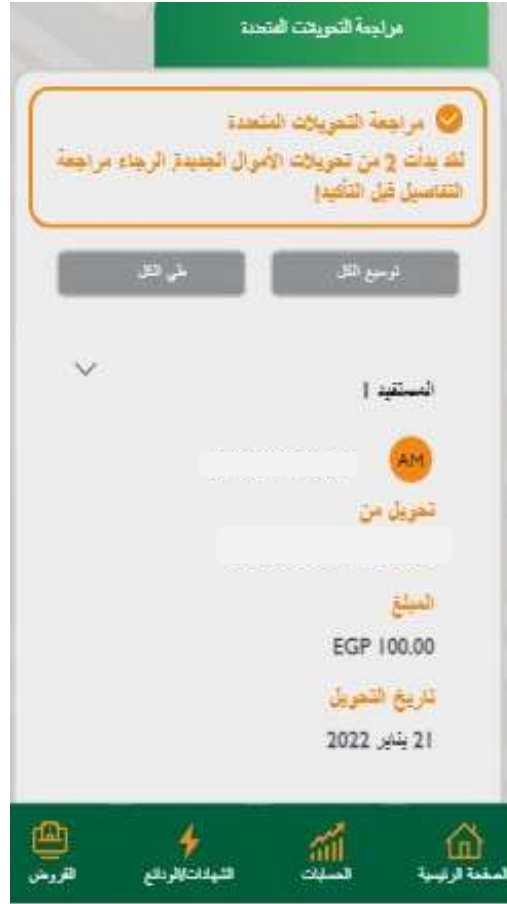 مراجعة التحويلات المتعددة
مراجعة التحويلات المتعددة
لقد بدأت 2 من تحويلات الأموال الجديدة, الرجاء مراجعة
التفاصيل قبل التأكيد!
توسيع الكل
طي الكل
المستفيد 1
AM
تحويل من
المبلغ
EGP 100.00
تاريخ التحويل
21 يناير 2022
الصفحة الرئيسية
الحسابات
الشهادات/الودائع
القروض